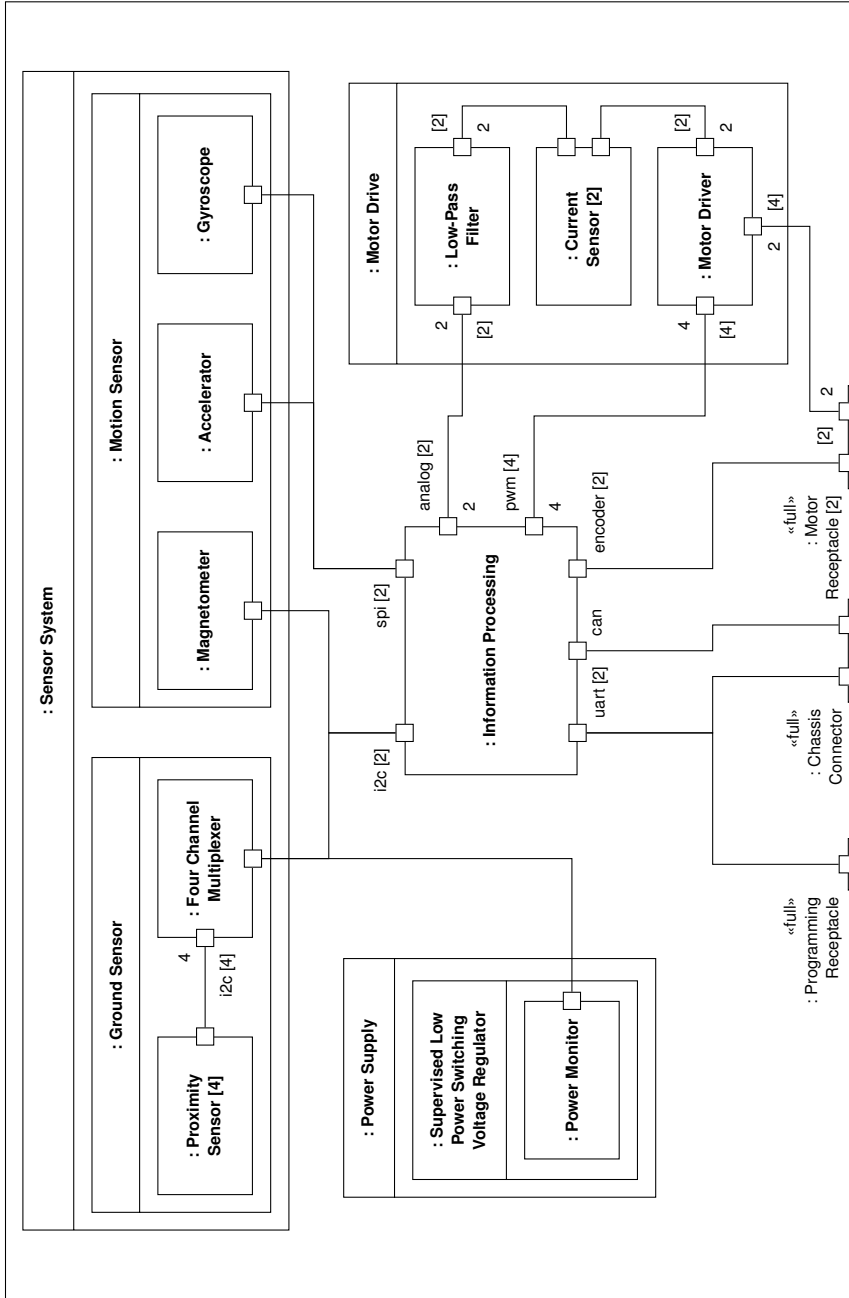 : Sensor System
: Ground Sensor
: Proximity
Sensor [4]
4
i2c [4]
: Four Channel
Multiplexer
: Motion Sensor
: Magnetometer
: Accelerator
: Gyroscope
: Power Supply
: Supervised Low
Power Switching
Voltage Regulator
: Power Monitor
i2c [2]
spi [2]
: Information Processing
analog [2]
2
pwm [4]
4
uart [2]
can
encoder [2]
: Motor Drive
2
[2]
: Low-Pass
Filter
[2]
2
: Current
Sensor [2]
4
[4]
: Motor Driver
[2]
2
2
[4]
«full»
: Programming
Receptacle
«full»
: Chassis
Connector
«full»
: Motor
Receptacle [2]
[2]
2